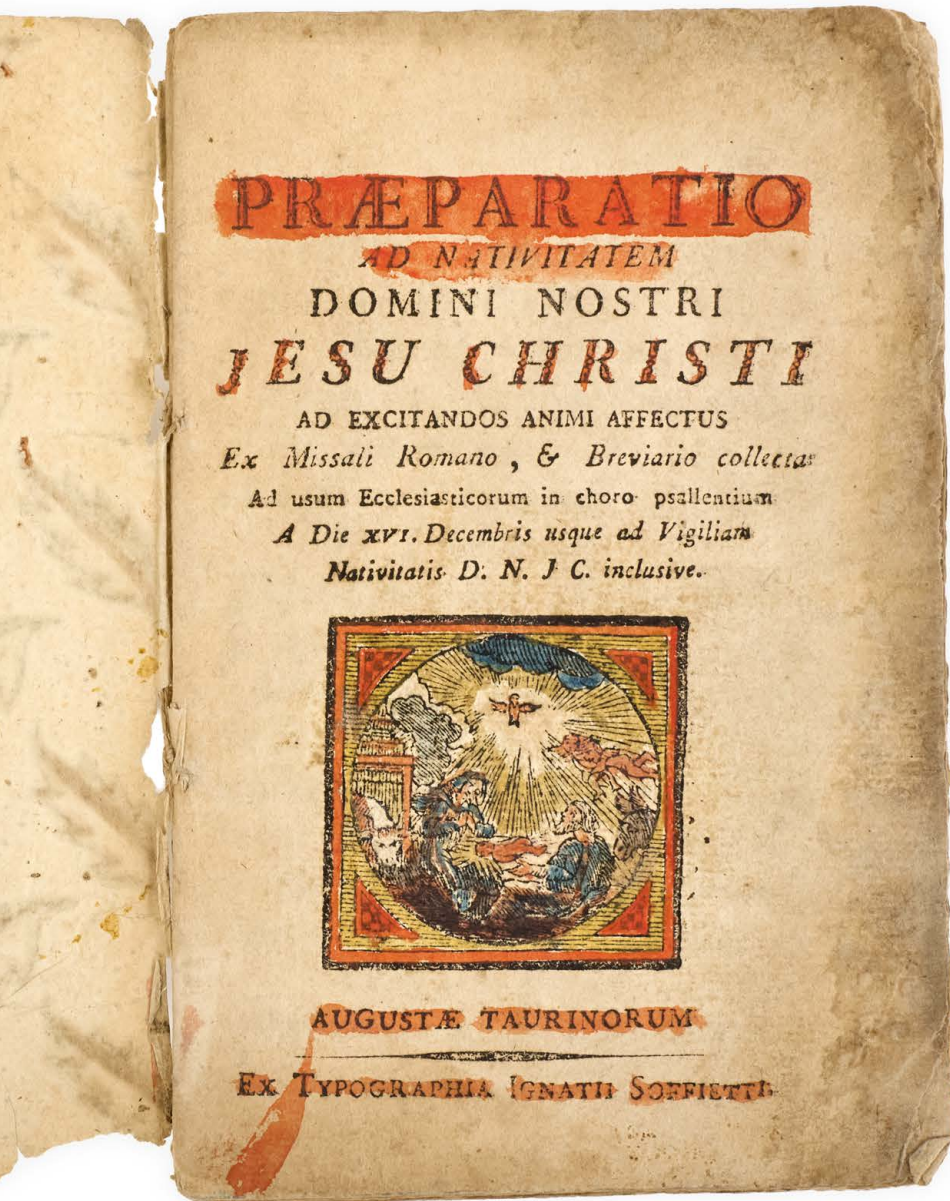 PRÆPARATIO
AD NATIVITATEM
DOMINI NOSTRI
JESU CHRISTI
AD EXCITANDOS ANIMI AFFECTUS
Ex Missali Romano, & Breviario collecta
Ad usum Ecclesiasticorum in choro psallentium
A Die XVI. Decembris usque ad Vigiliam
Nativitatis D. N. J C. inclusive.
AUGUSTÆ TAURINORUM
EX TYPOGRAPHIA IGNATII SOFFIETTI